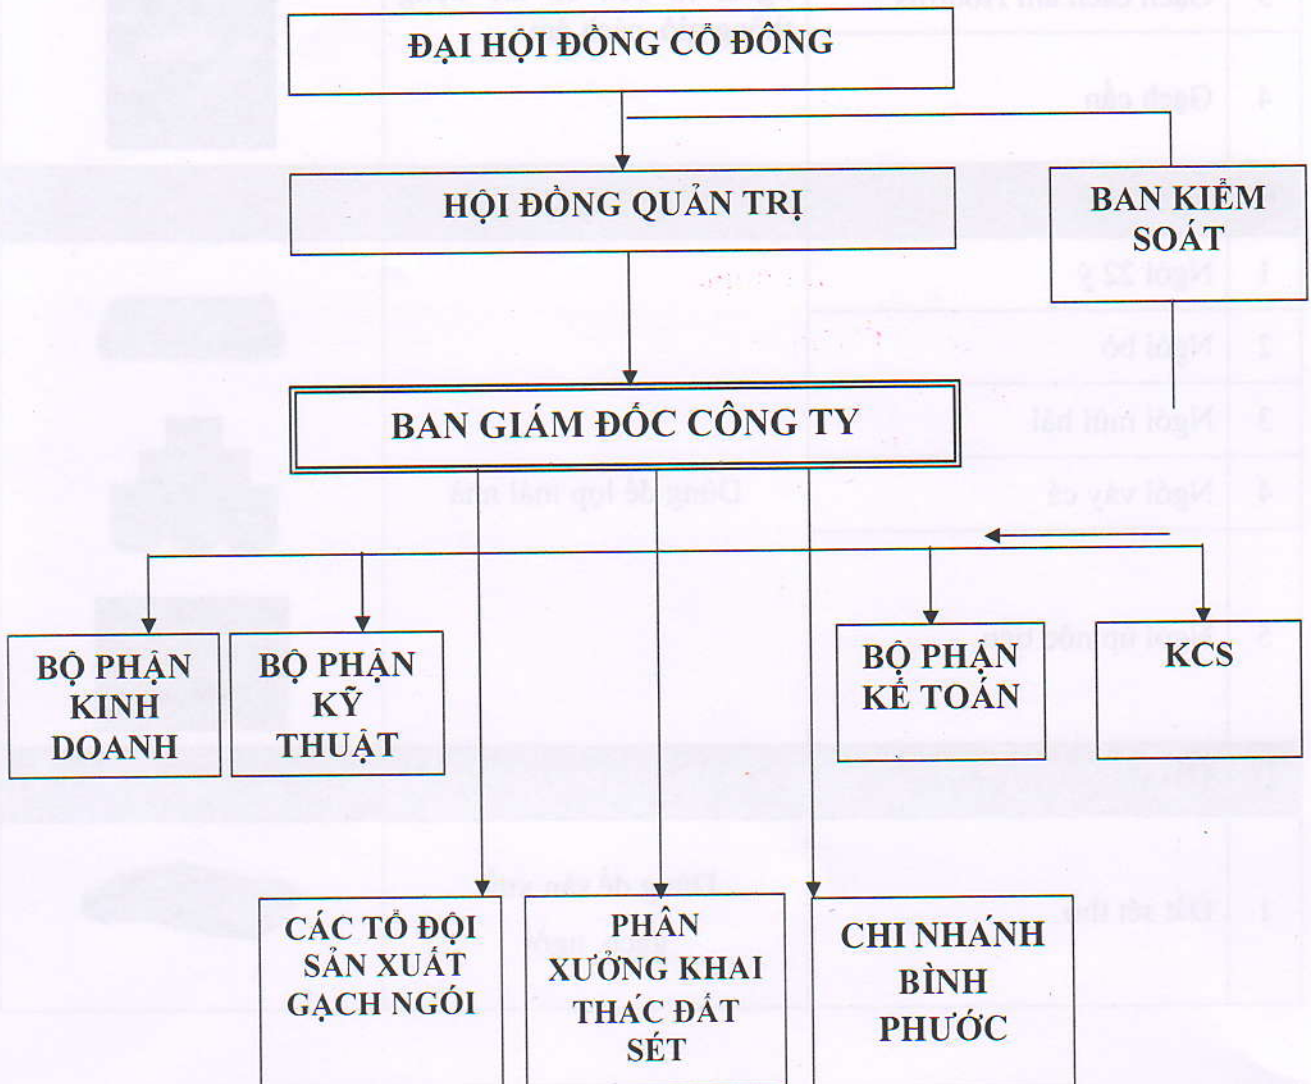 ĐẠI HỘI ĐỒNG CỔ ĐÔNG
HỘI ĐỒNG QUẢN TRỊ
BAN KIỂM
SOÁT
BAN GIÁM ĐỐC CÔNG TY
BỘ PHẬN
KINH
DOANH
BỘ PHẬN
KỸ
THUẬT
BỘ PHẬN
KẾ TOÁN
KCS
CÁC TỔ ĐỘI
SẢN XUẤT
GẠCH NGÓI
PHÂN
XƯỞNG KHAI
THÁC ĐẤT
SÉT
CHI NHÁNH
BÌNH
PHƯỚC